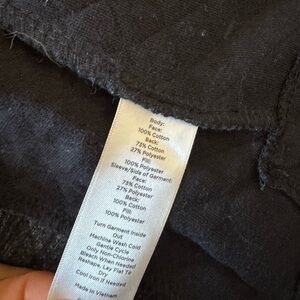 Body:
Face:
100% Cotton
Back:
73% Cotton
27% Polyester
Fill:
100% Polyester
Sleeve/Side of Garment:
Face:
73% Cotton
27% Polyester
Back:
100% Cotton
Fill:
100% Polyester
Turn Garment Inside
Out
Machine Wash Cold
Gentle Cycle
Only Non-Chlorine
Bleach When Needed
Reshape, Lay Flat To
Dry
Cool Iron If Needed
Made in Vietnam